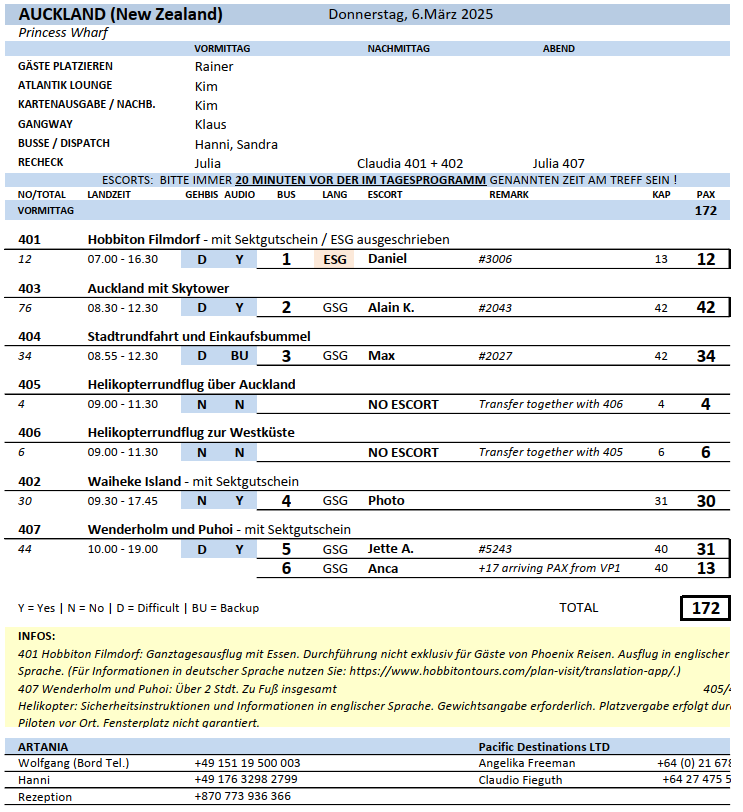 AUCKLAND (New Zealand) Donnerstag, 6.März 2025
Princess Wharf
VORMITTAG NACHMITTAG ABEND
GÄSTE PLATZIEREN Rainer
ATLANTIK LOUNGE Kim
KARTENAUSGABE / NACHB. Kim
GANGWAY Klaus
BUSSE / DISPATCH Hanni, Sandra
RECHECK Julia Claudia 401 + 402 Julia 407
ESCORTS: BITTE IMMER 20 MINUTEN VOR DER IM TAGESPROGRAMM GENANNTEN ZEIT AM TREFF SEIN !
NO/TOTAL LANDZEIT GEHBIS AUDIO BUS LANG ESCORT REMARK KAP PAX
VORMITTAG 172
401 Hobbiton Filmdorf - mit Sektgutschein / ESG ausgeschrieben
12 07.00 - 16.30 D Y 1 ESG Daniel #3006 13 12
403 Auckland mit Skytower
76 08.30 - 12.30 D Y 2 GSG Alain K. #2043 42 42
404 Stadtrundfahrt und Einkaufsbummel
34 08.55 - 12.30 D BU 3 GSG Max #2027 42 34
405 Helikopterrundflug über Auckland
4 09.00 - 11.30 N N NO ESCORT Transfer together with 406 4 4
406 Helikopterrundflug zur Westküste
6 09.00 - 11.30 N N NO ESCORT Transfer together with 405 6 6
402 Waiheke Island - mit Sektgutschein
30 09.30 - 17.45 N Y 4 GSG Photo 31 30
407 Wenderholm und Puhoi - mit Sektgutschein
44 10.00 - 19.00 D Y 5 GSG Jette A. #5243 40 31
6 GSG Anca +17 arriving PAX from VP1 40 13
Y = Yes | N = No | D = Difficult | BU = Backup TOTAL 172
INFOS:
401 Hobbiton Filmdorf: Ganztagesausflug mit Essen. Durchführung nicht exklusiv für Gäste von Phoenix Reisen. Ausflug in englischer
Sprache. (Für Informationen in deutscher Sprache nutzen Sie: https://www.hobbitontours.com/plan-visit/translation-app/.)
407 Wenderholm und Puhoi: Über 2 Stdt. Zu Fuß insgesamt 405/
Helikopter: Sicherheitsinstruktionen und Informationen in englischer Sprache. Gewichtsangabe erforderlich. Platzvergabe erfolgt
Piloten vor Ort. Fensterplatz nicht garantiert.
ARTANIA Pacific Destinations LTD
Wolfgang (Bord Tel.) +49 151 19 500 003 Angelika Freeman +64 (0) 21 678
Hanni +49 176 3298 2799 Claudio Fieguth +64 27 475 5
Rezeption +870 773 936 366